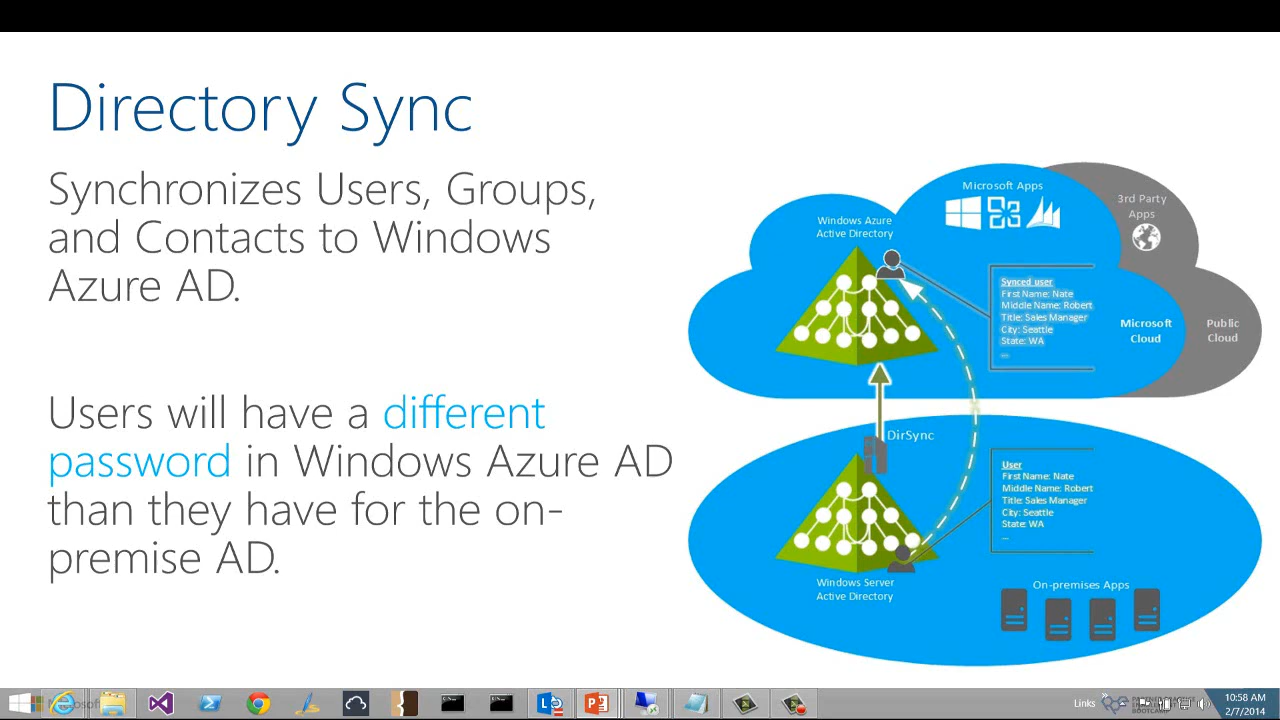 Directory Sync
Synchronizes Users, Groups,
and Contacts to Windows
Azure AD.
Users will have a different
password in Windows Azure AD
than they have for the on-
premise AD.
Microsoft Apps
3rd Party
Apps
Windows Azure
Active Directory
Synced user
First Name: Nate
Middle Name: Robert
Title: Sales Manager
City: Seattle
State: WA
...
Microsoft
Cloud
Public
Cloud
DirSync
User
First Name: Nate
Middle Name: Robert
Title: Sales Manager
City: Seattle
State: WA
...
Windows Server
Active Directory
On-premises Apps
Links
10:58 AM
2/7/2014